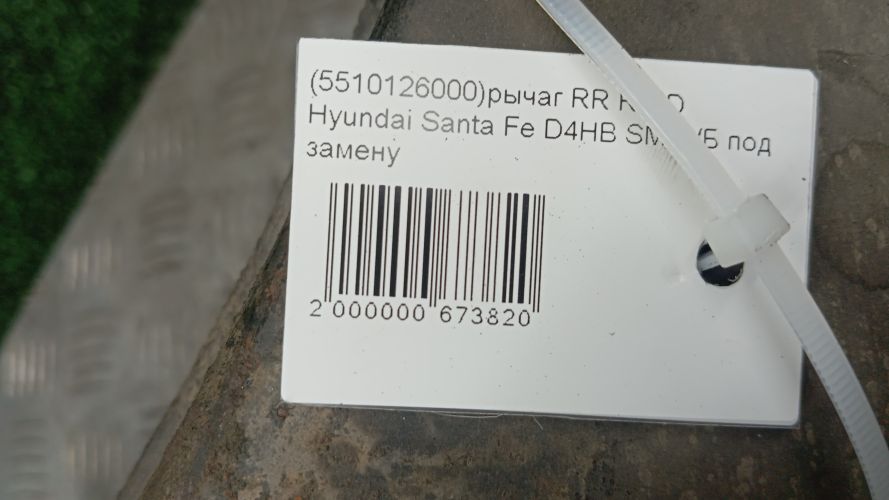 (5510126000)рычаг RR
Hyundai Santa Fe D4HB под
замену
2 000000 673820